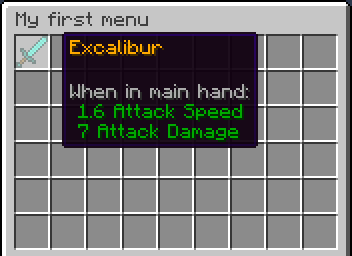 My first menu
Excalibur
When in main hand:
1.6 Attack Speed
7 Attack Damage